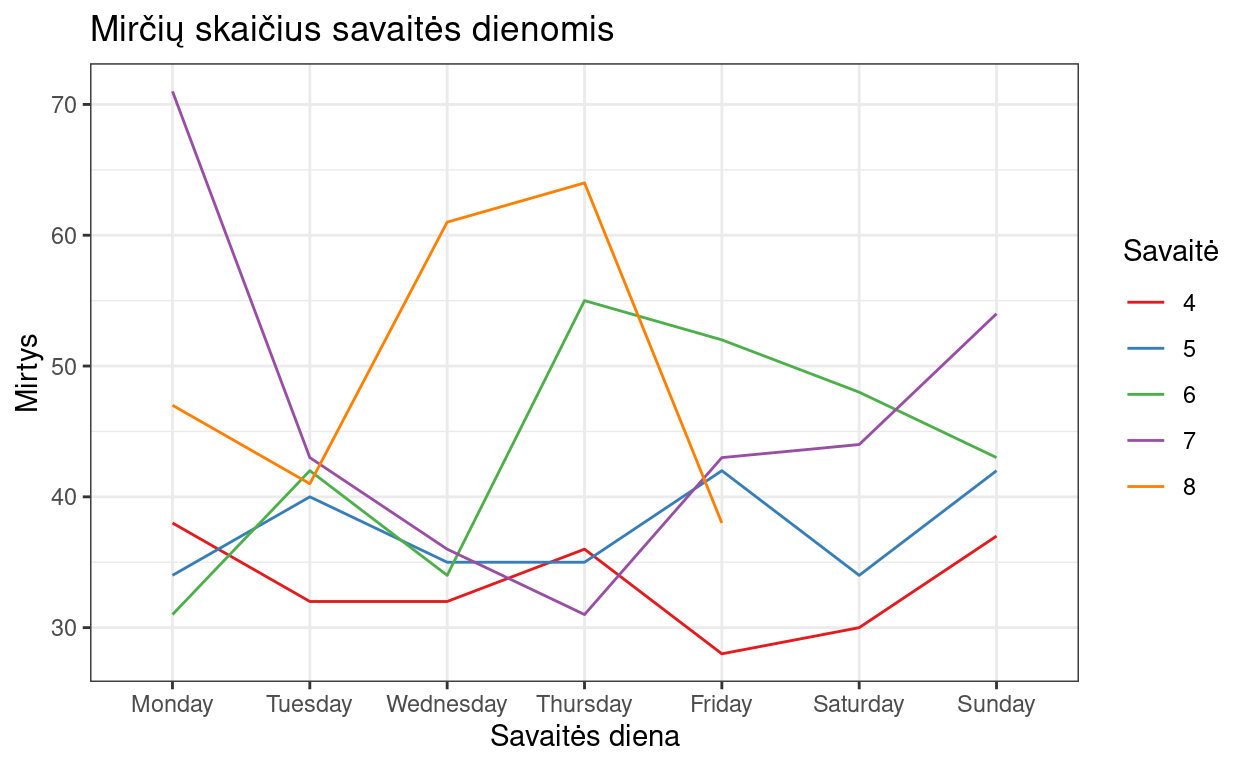 Mirčių skaičius savaitės dienomis
Mirtys
70
60
50
40
30
Monday Tuesday Wednesday Thursday Friday Saturday Sunday
Savaitės diena
Savaitė
4
5
6
7
8